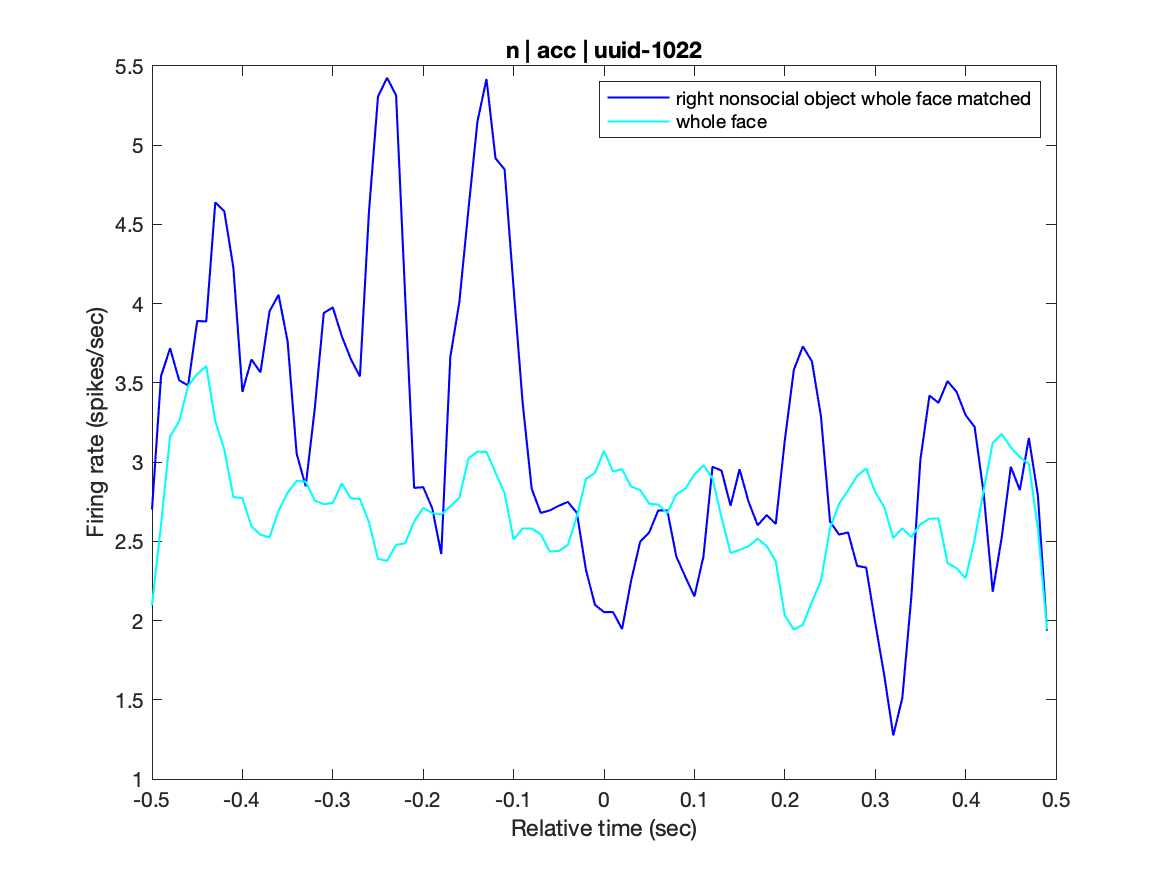 n | acc | uuid-1022
right nonsocial object whole face matched
whole face
Firing rate (spikes/sec)
5.5
5
4.5
4
3.5
3
2.5
2
1.5
1
-0.5 -0.4 -0.3 -0.2 -0.1 0 0.1 0.2 0.3 0.4 0.5
Relative time (sec)